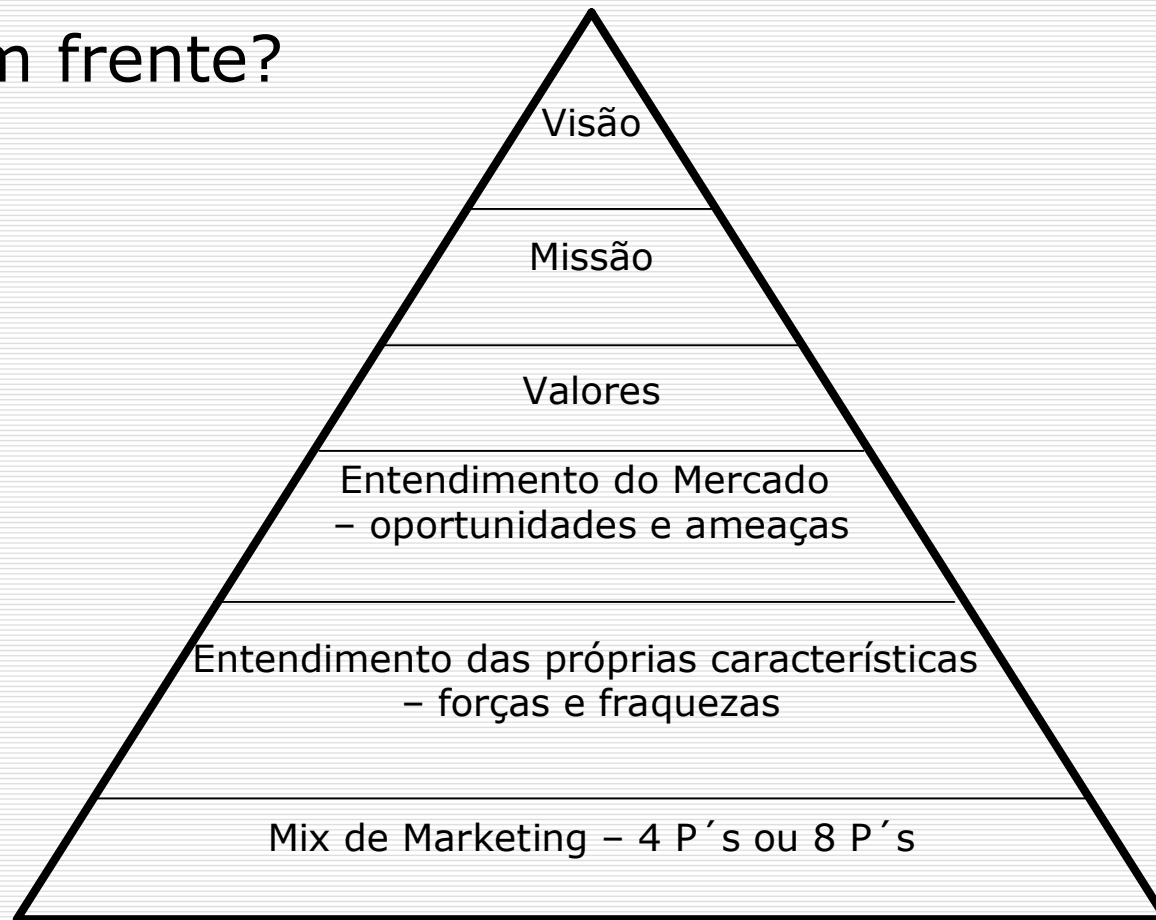 m frente?
Visão
Missão
Valores
Entendimento do Mercado
– oportunidades e ameaças
Entendimento das próprias características
– forças e fraquezas
Mix de Marketing – 4 P´s ou 8 P´s